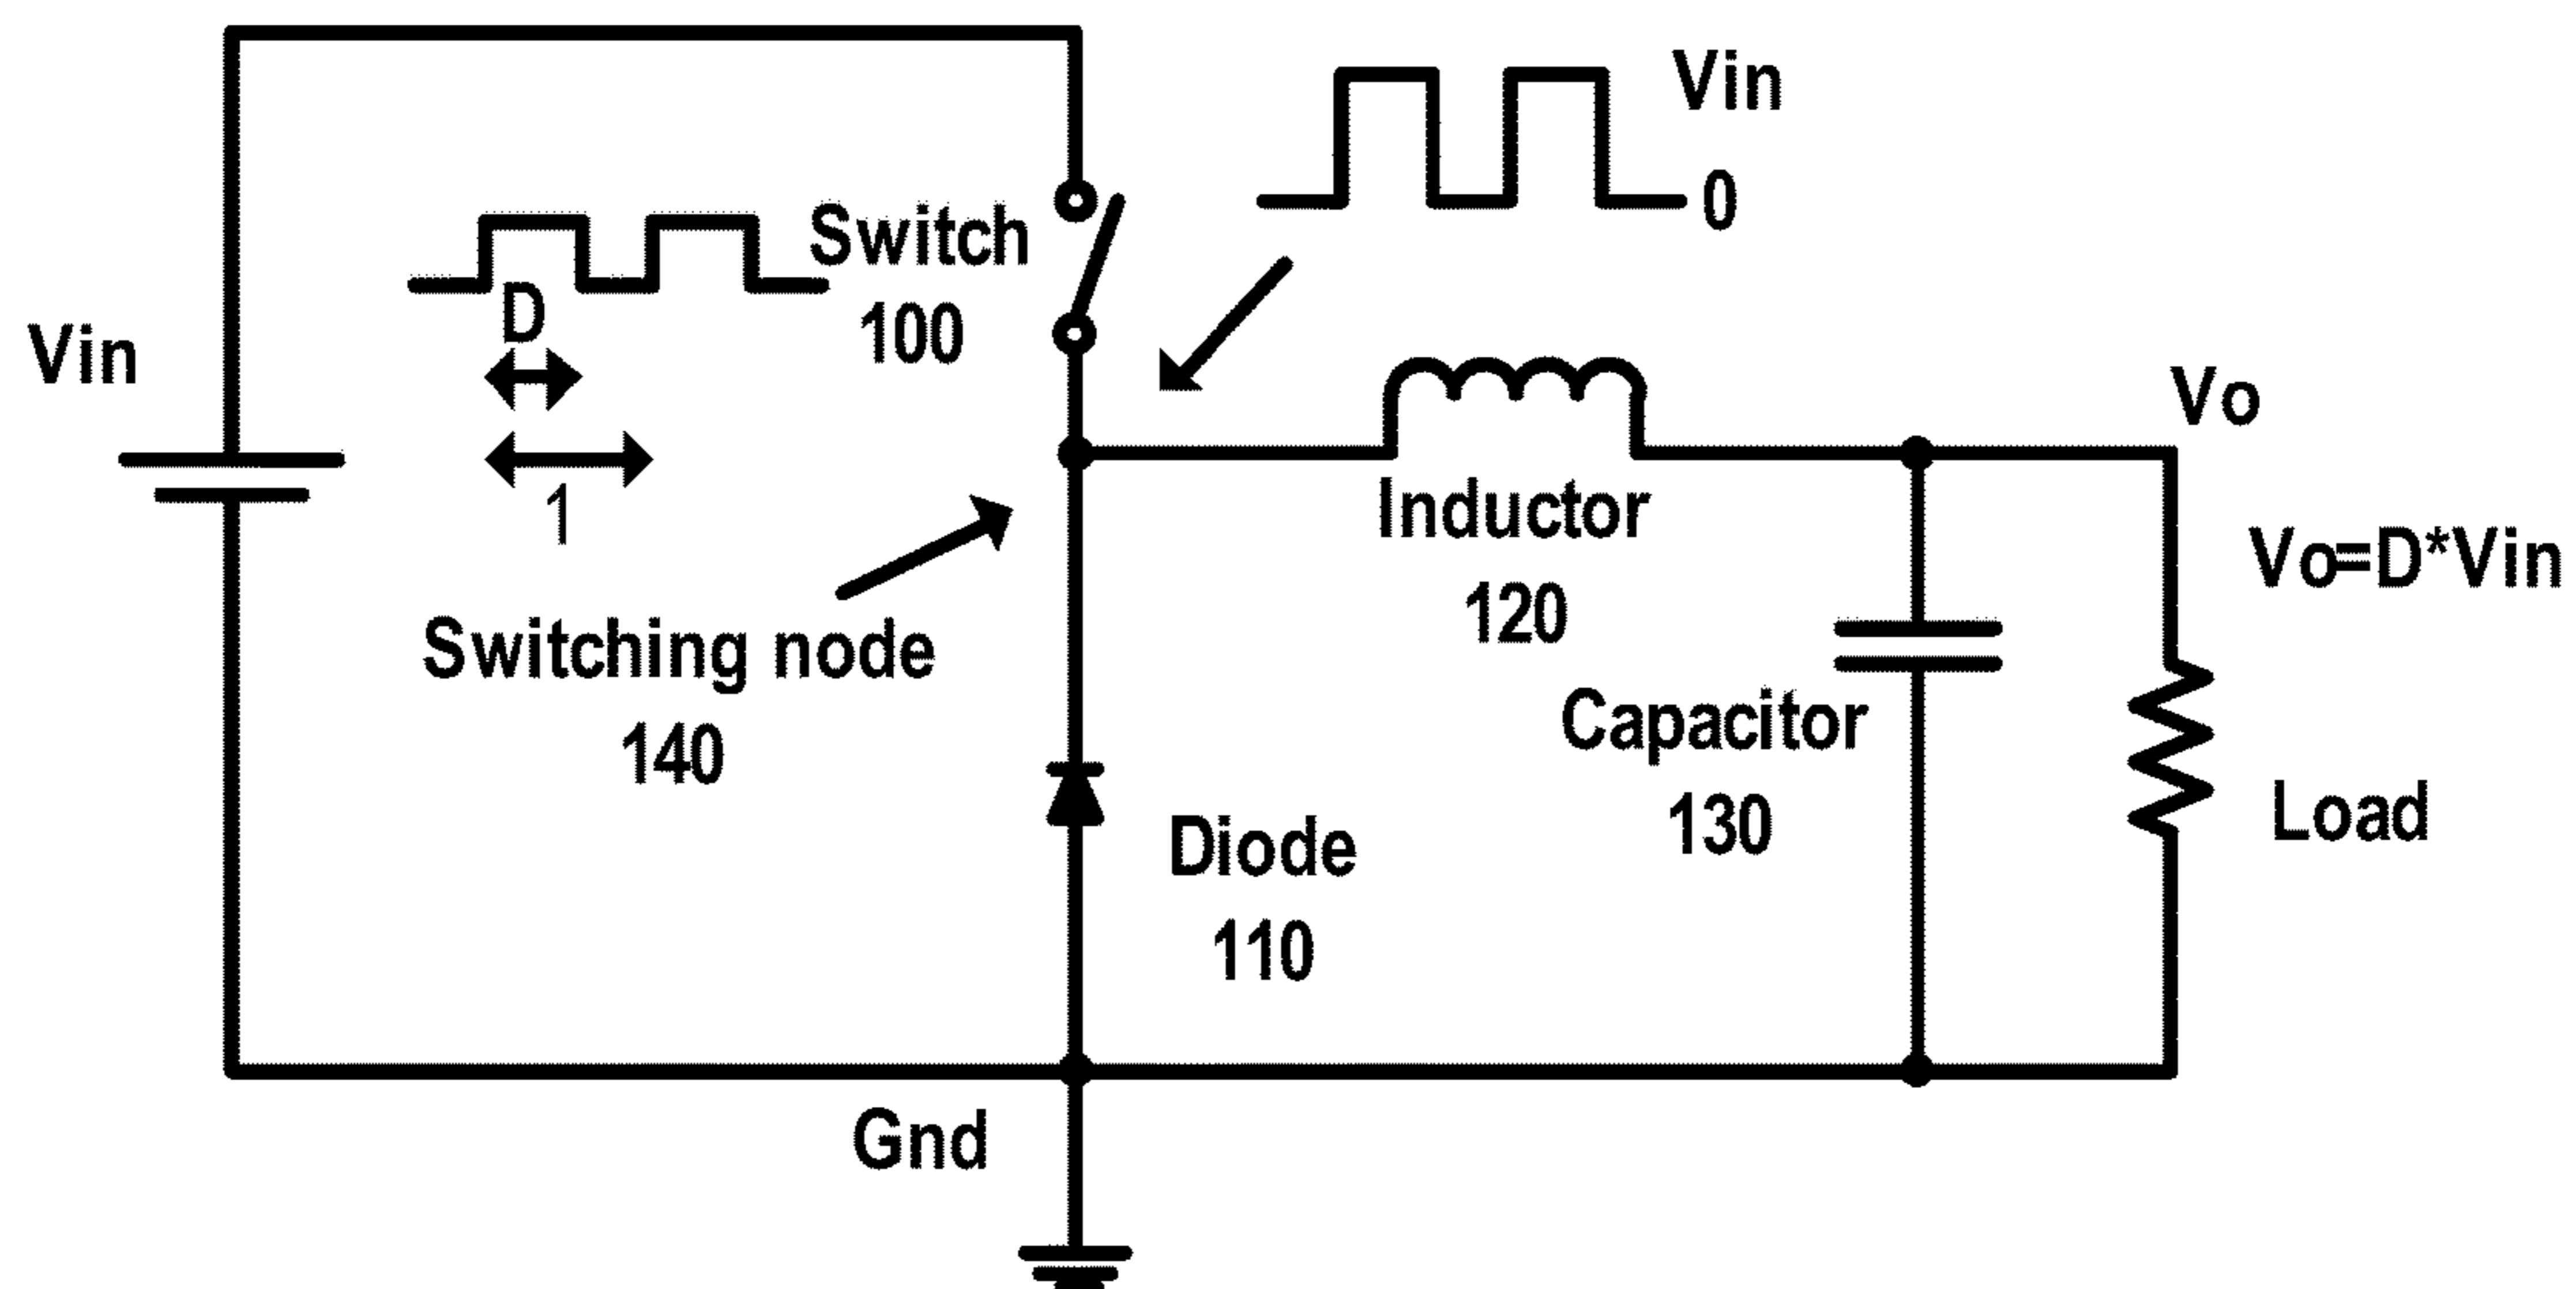 Vin
0
Switch
100
D
Vin
1
Vo
Inductor
120
Vo=D*Vin
Switching node
140
Capacitor
130
Load
Diode
110
Gnd